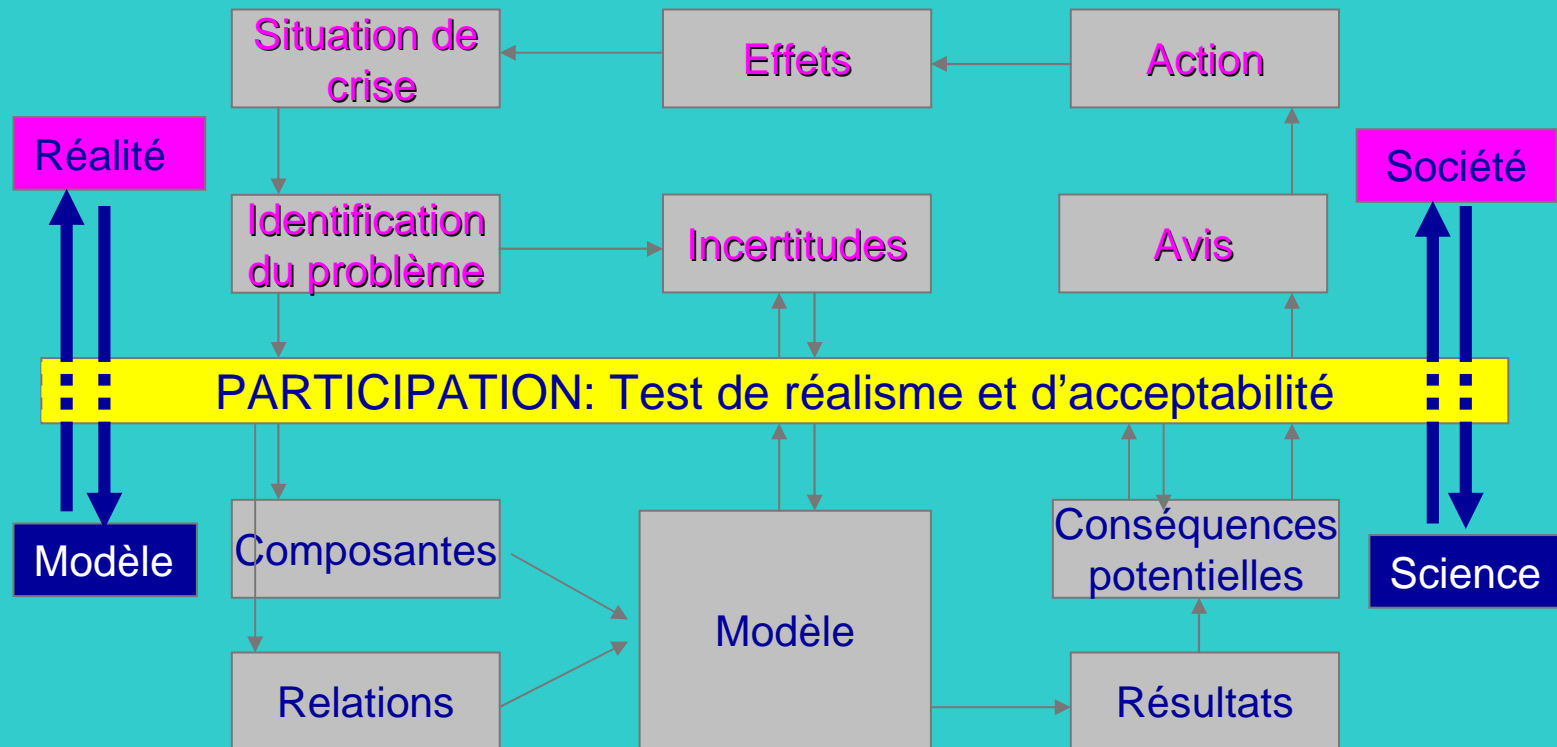 Situation de
crise
Effets
Action
Réalité
Société
Identification
du problème
Incertitudes
Avis
PARTICIPATION: Test de réalisme et d’acceptabilité
Modèle
Composantes
Modèle
Conséquences
potentielles
Science
Relations
Résultats